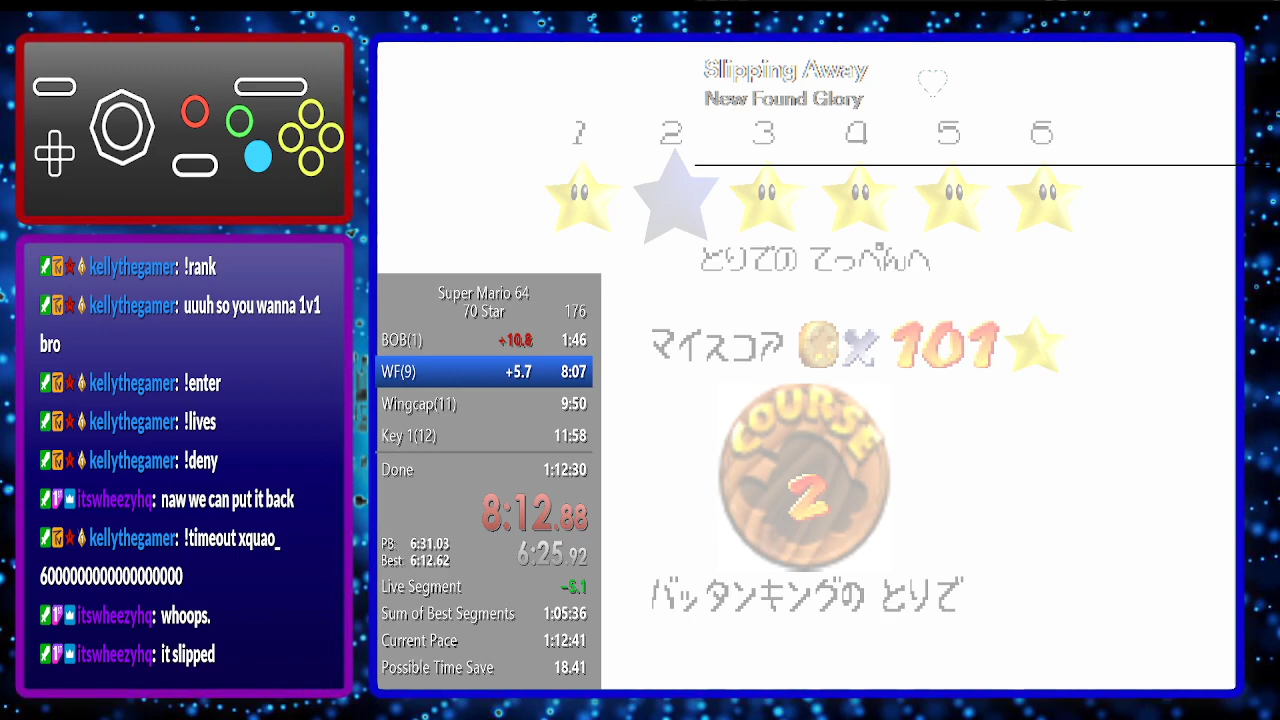 kellythegamer: !rank
kellythegamer: uuuh so you wanna 1v1
bro
kellythegamer: !enter
kellythegamer: !lives
kellythegamer: !deny
itswheezyhq: naw we can put it back
kellythegamer: !timeout xquao_
6000000000000000000
itswheezyhq: whoops.
itswheezyhq: it slipped
Super Mario 64
70 Star 176
BOB(1) +10.8 1:46
WF(9) +5.7 8:07
Wingcap(11) 9:50
Key 1(12) 11:58
Done 1:12:30
8:12.88
PB: 6:31.03
Best: 6:12.62
6:25.92
Live Segment -5.1
Sum of Best Segments 1:05:36
Current Pace 1:12:41
Possible Time Save 18.41
Slipping Away
New Found Glory
1 2 3 4 5 6
とりでの てっぺんへ
マイスコア × 101
COURSE
2
バッタンキングの とりで